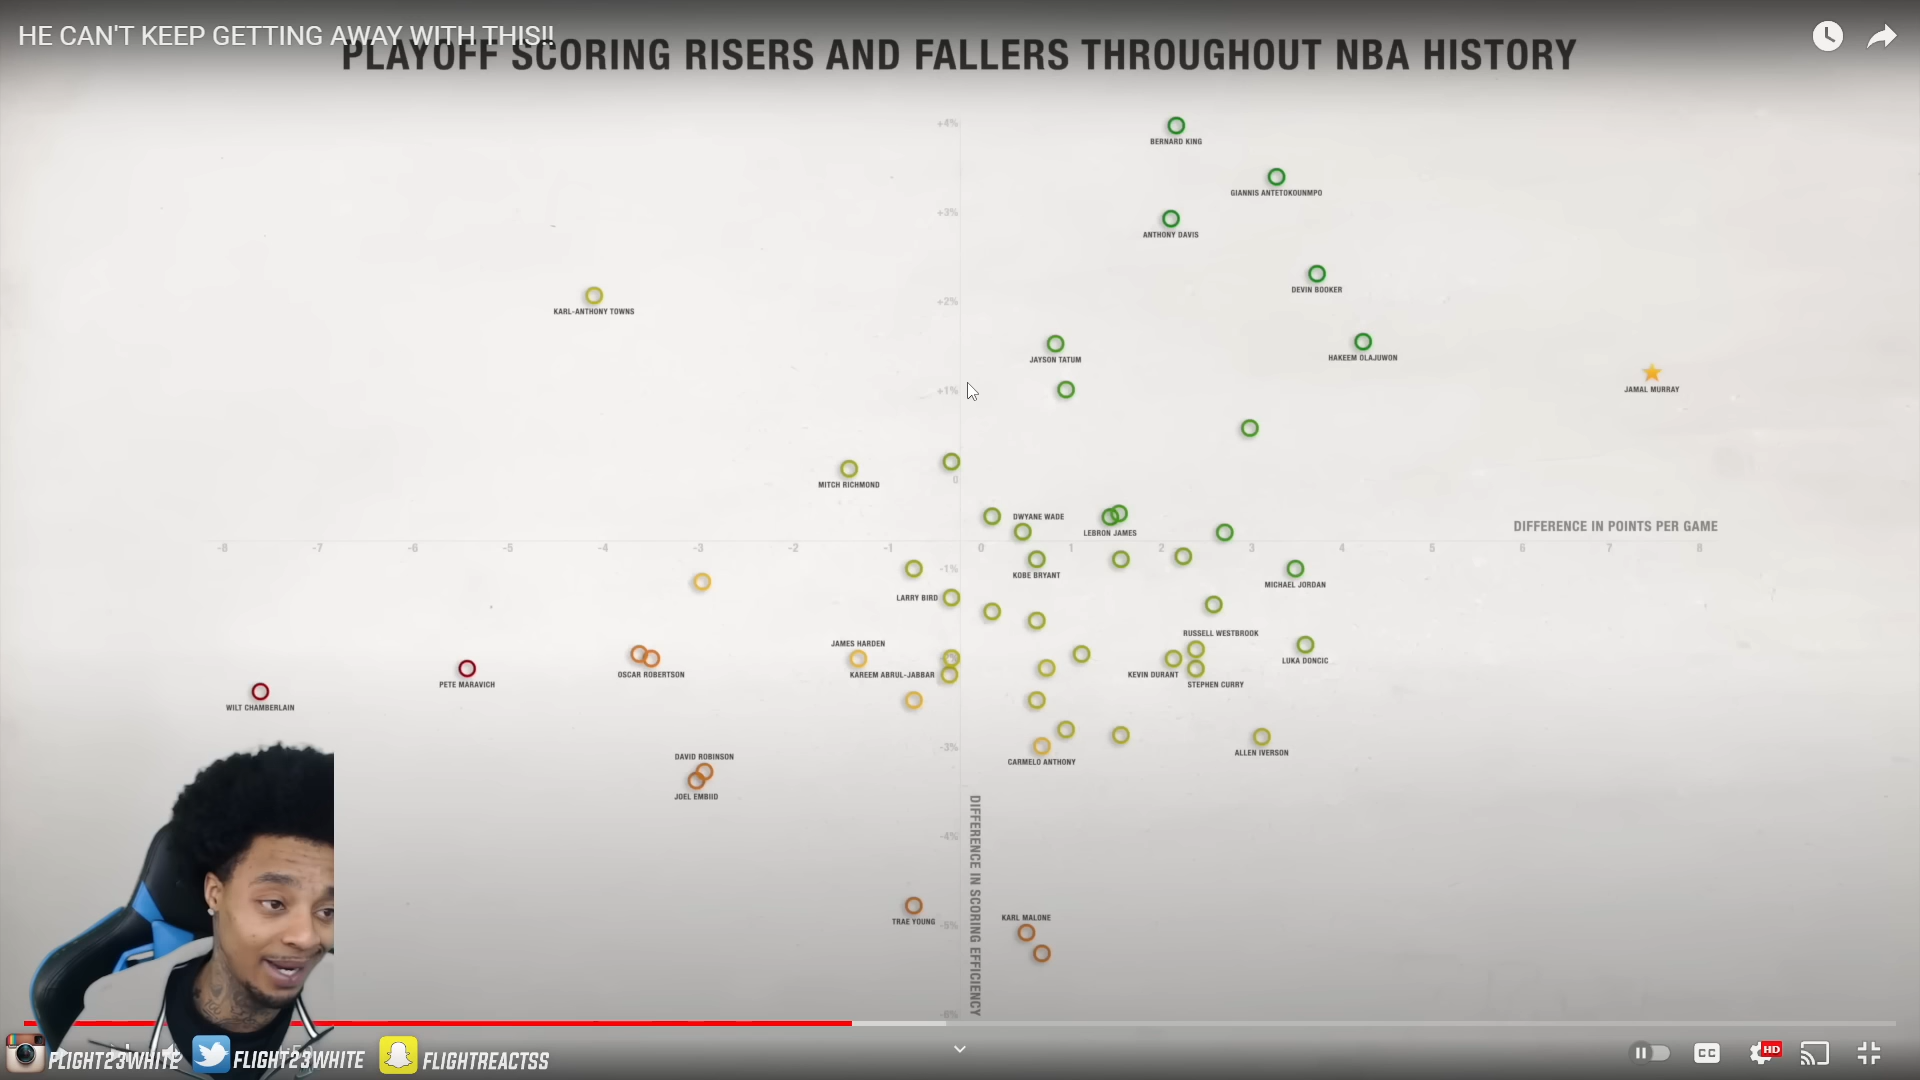 HE CAN'T KEEP GETTING AWAY WITH THIS!!
PLAYOFF SCORING RISERS AND FALLERS THROUGHOUT NBA HISTORY
+4%
BERNARD KING
GIANNIS ANTETOKOUNMPO
+3%
ANTHONY DAVIS
DEVIN BOOKER
+2%
KARL-ANTHONY TOWNS
JAYSON TATUM
HAKEEM OLAJUWON
+1%
JAMAL MURRAY
MITCH RICHMOND
0
DWYANE WADE
LEBRON JAMES
DIFFERENCE IN POINTS PER GAME
-8 -7 -6 -5 -4 -3 -2 -1 0 1 2 3 4 5 6 7 8
-1%
KOBE BRYANT
MICHAEL JORDAN
LARRY BIRD
RUSSELL WESTBROOK
JAMES HARDEN
LUKA DONCIC
OSCAR ROBERTSON
KAREEM ABRUL-JABBAR
KEVIN DURANT
PETE MARAVICH
STEPHEN CURRY
WILT CHAMBERLAIN
-3%
ALLEN IVERSON
DAVID ROBINSON
CARMELO ANTHONY
JOEL EMBIID
DIFFERENCE IN SCORING EFFICIENCY
-4%
TRAE YOUNG
-5%
KARL MALONE
-6%
HD
CC
FLIGHT23WHITE
FLIGHT23WHITE
FLIGHTREACTSS